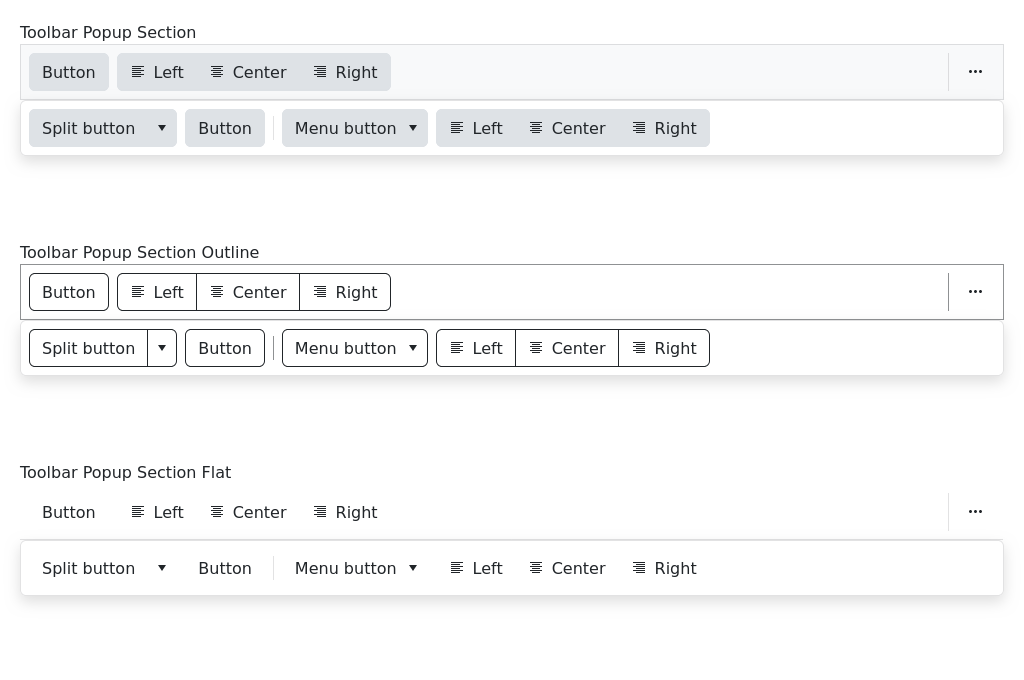 Toolbar Popup Section
Button Left Center Right
Split button Button Menu button Left Center Right
Toolbar Popup Section Outline
Button Left Center Right
Split button Button Menu button Left Center Right
Toolbar Popup Section Flat
Button Left Center Right
Split button Button Menu button Left Center Right